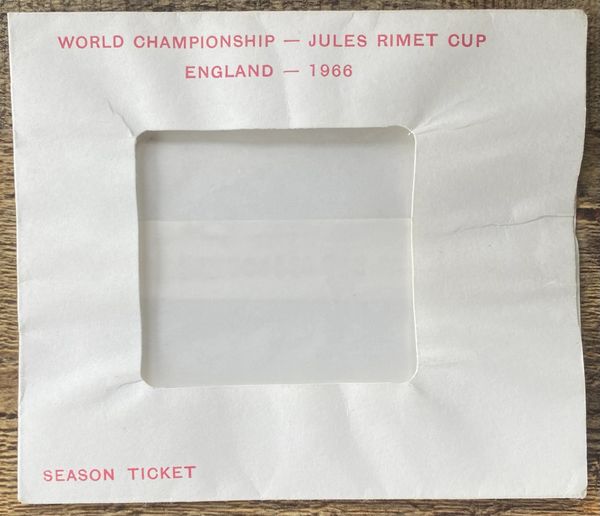 WORLD CHAMPIONSHIP — JULES RIMET CUP
ENGLAND — 1966
SEASON TICKET